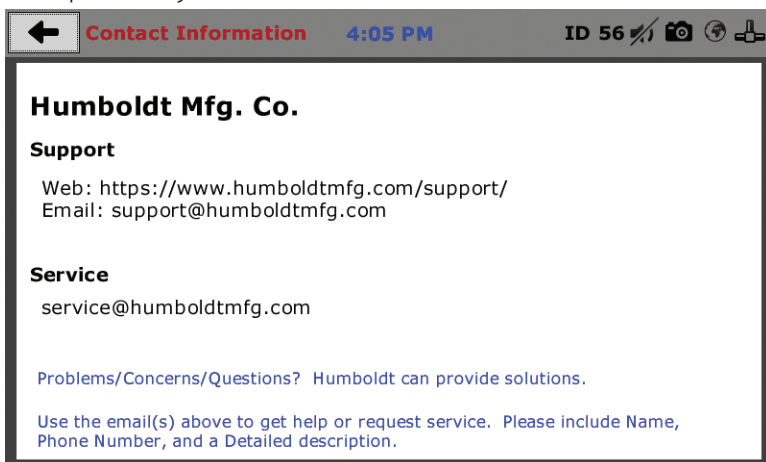 Contact Information 4:05 PM ID 56
Humboldt Mfg. Co.
Support
Web: https://www.humboldtmfg.com/support/
Email: support@humboldtmfg.com
Service
service@humboldtmfg.com
Problems/Concerns/Questions? Humboldt can provide solutions.
Use the email(s) above to get help or request service. Please include Name,
Phone Number, and a Detailed description.